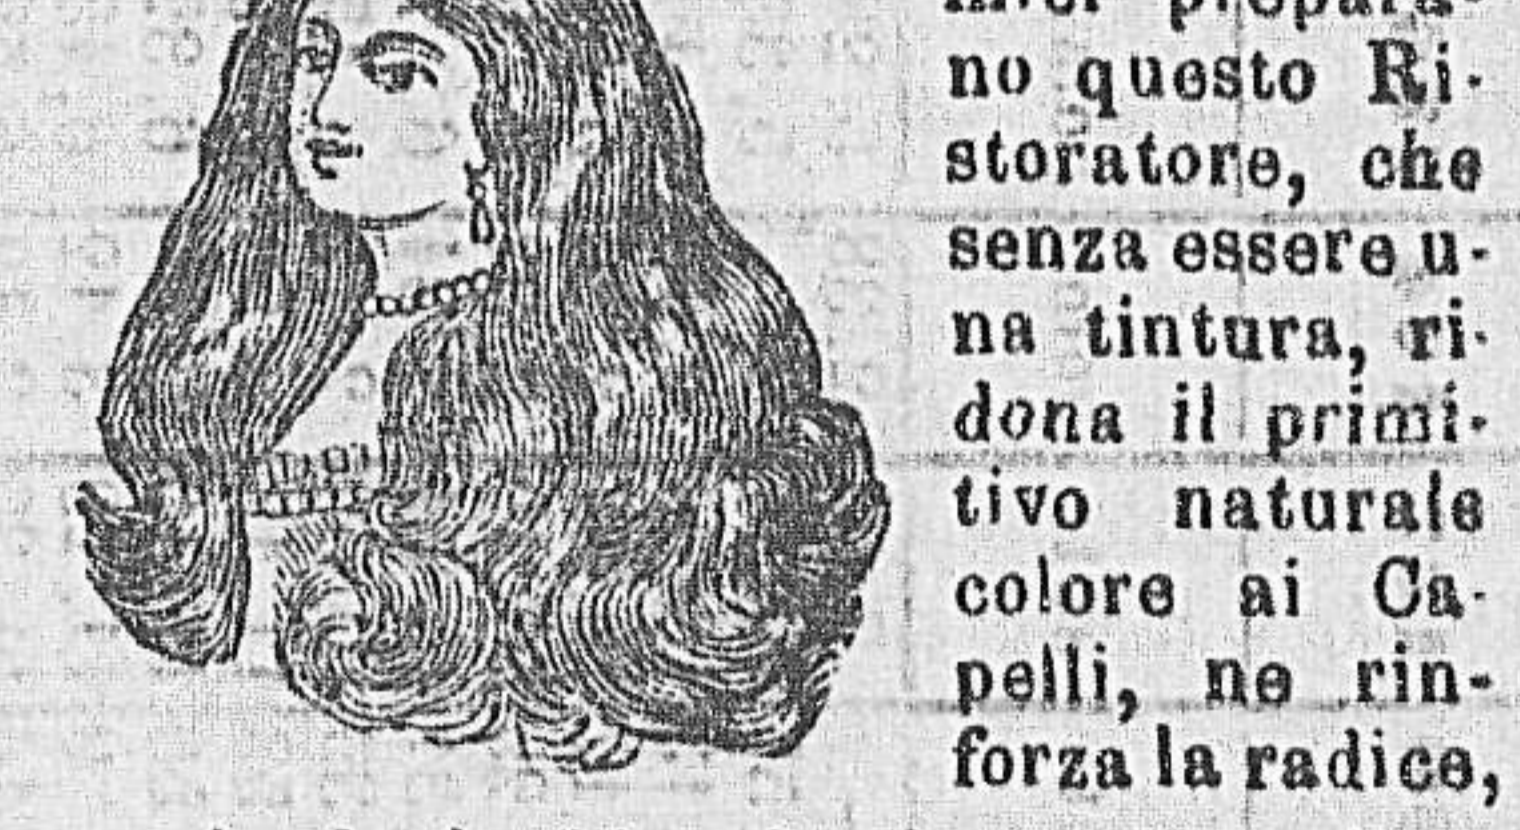 prepara-
no questo Ri-
storatore, che
senza essere u-
na tintura, ri-
dona il primi-
tivo naturale
colore ai Ca-
pelli, ne rin-
forza la radice,